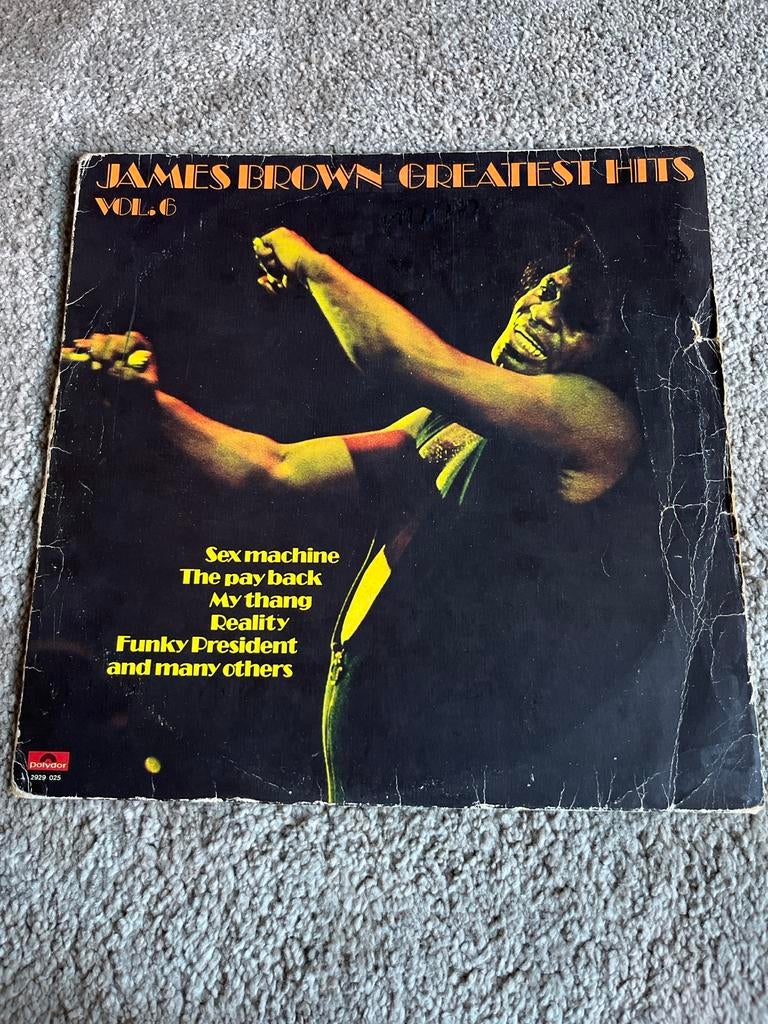 JAMES BROWN GREATEST HITS
VOL. 6
Sex machine
The pay back
My thang
Reality
Funky President
and many others
polydor
2929 025